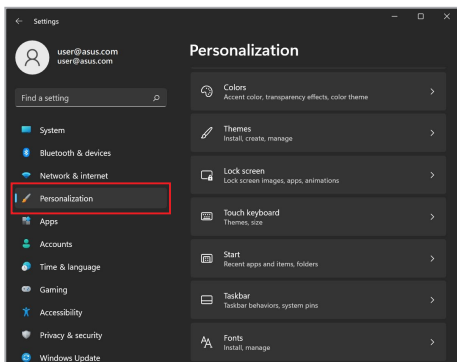 Settings
user@asus.com
user@asus.com
Find a setting
System
Bluetooth & devices
Network & internet
Personalization
Apps
Accounts
Time & language
Gaming
Accessibility
Privacy & security
Windows Update
Personalization
Colors
Accent color, transparency effects, color theme
Themes
Install, create, manage
Lock screen
Lock screen images, apps, animations
Touch keyboard
Themes, size
Start
Recent apps and items, folders
Taskbar
Taskbar behaviors, system pins
Fonts
Install, manage